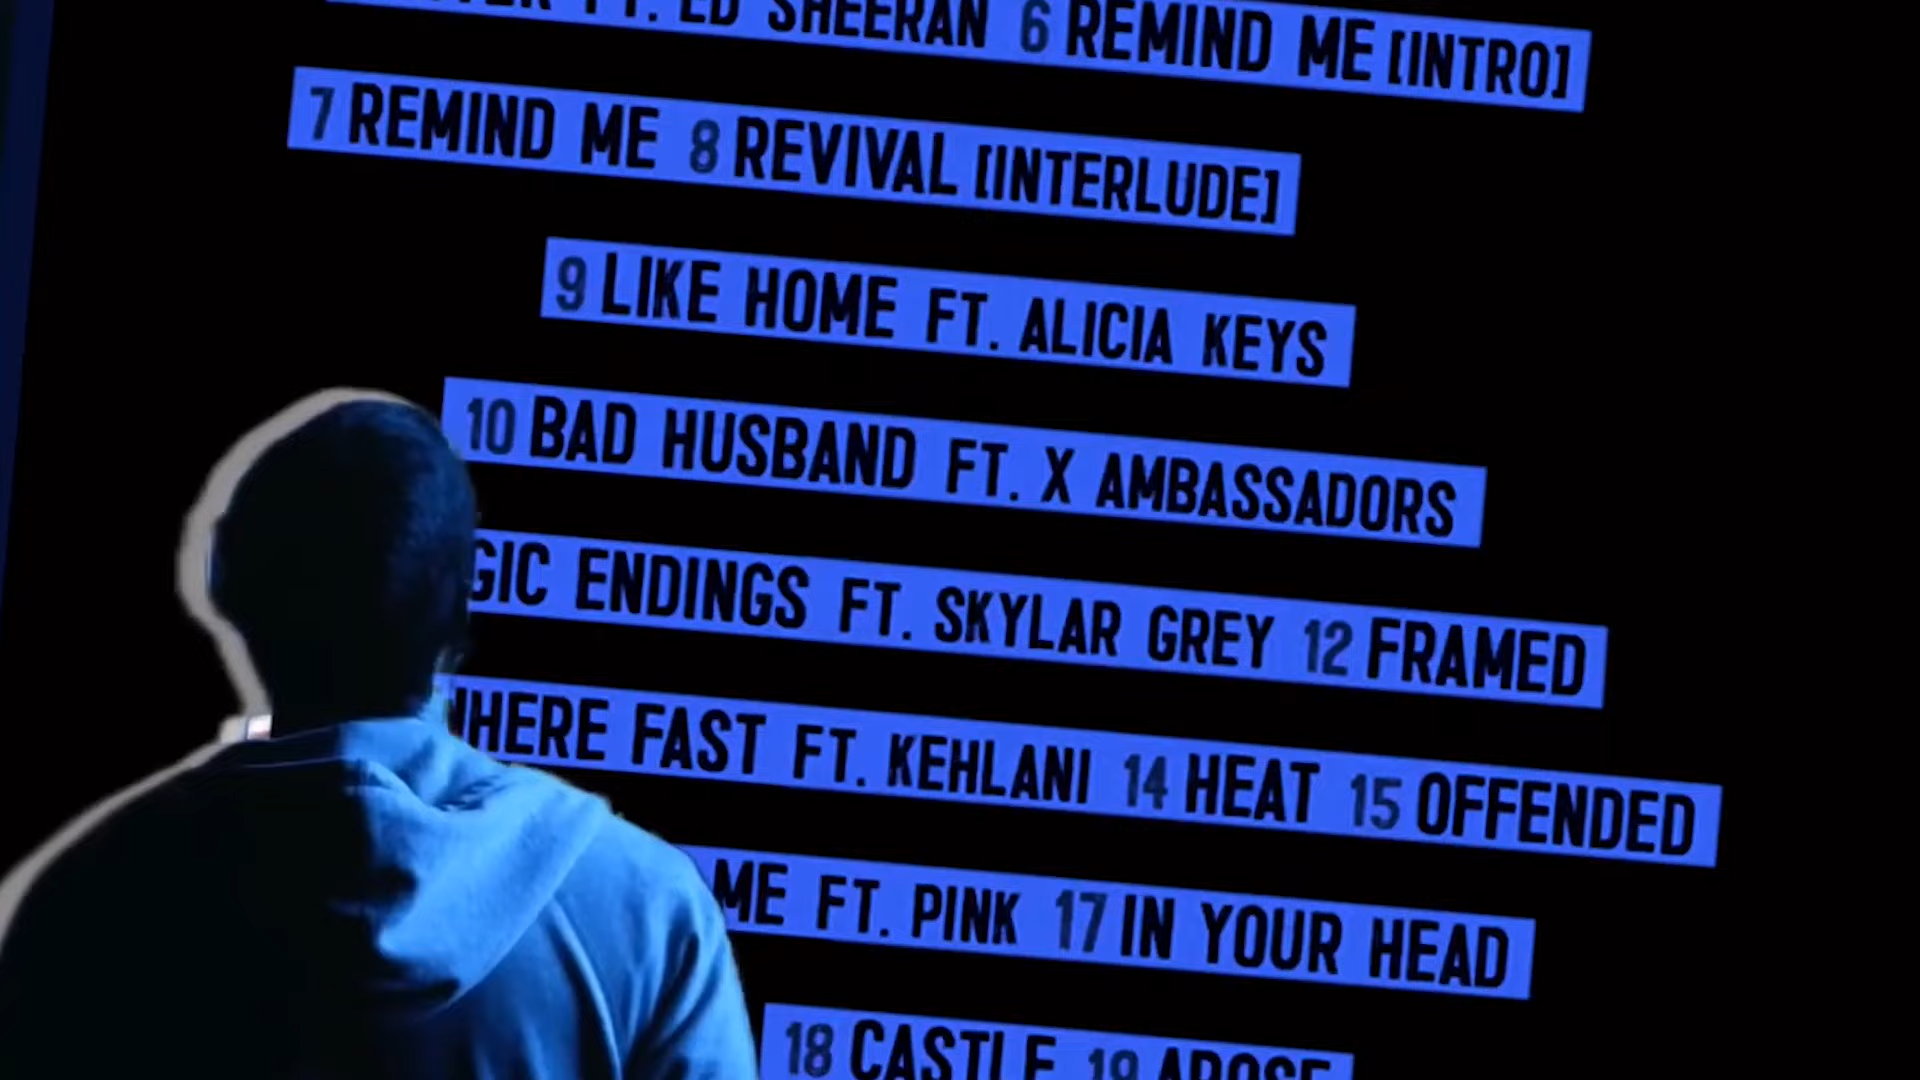 FT. ED SHEERAN 6 REMIND ME [INTRO]
7 REMIND ME 8 REVIVAL [INTERLUDE]
9 LIKE HOME FT. ALICIA KEYS
10 BAD HUSBAND FT. X AMBASSADORS
ENDINGS FT. SKYLAR GREY 12 FRAMED
FAST FT. KEHLANI 14 HEAT 15 OFFENDED
ME FT. PINK 17 IN YOUR HEAD
18 CASTLE 19 AROSE